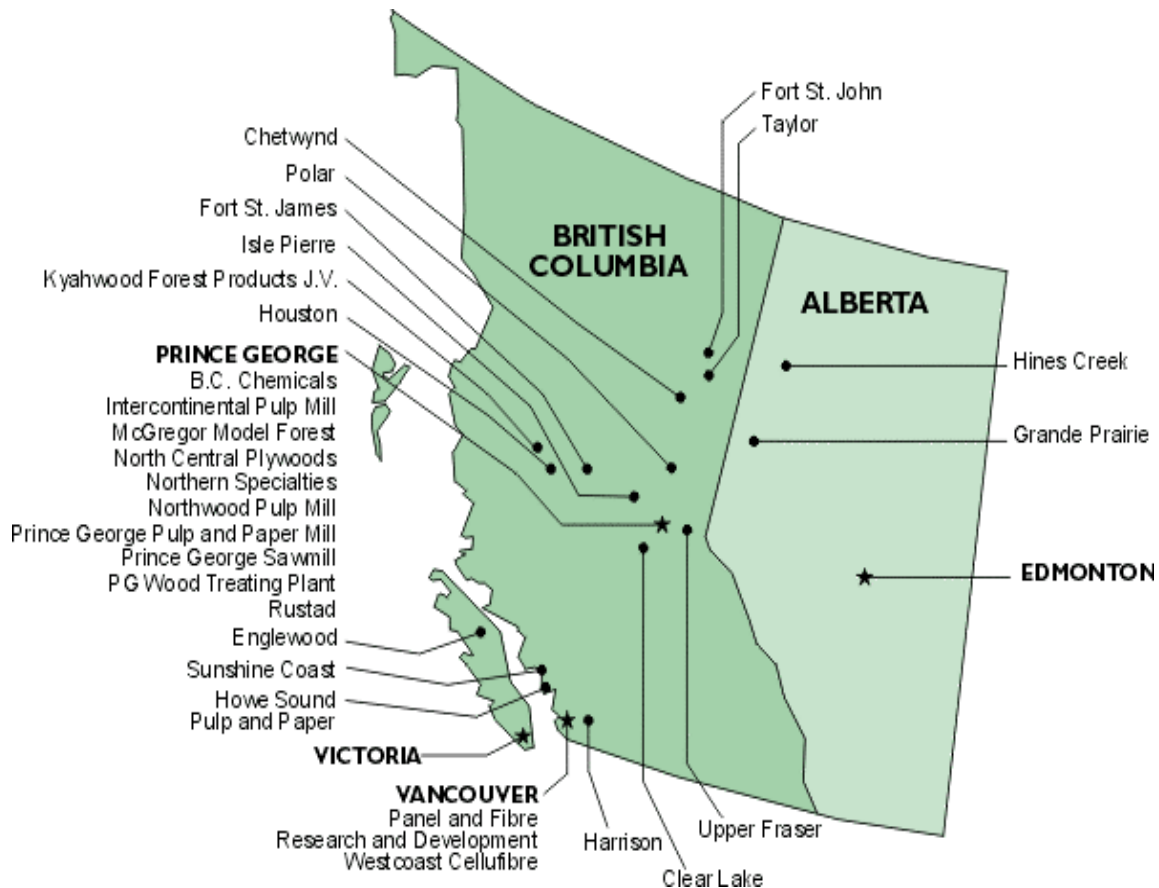 Fort St. John
Taylor
Chetwynd
Polar
Fort St. James
Isle Pierre
Kyahwood Forest Products J.V.
Houston
PRINCE GEORGE
B.C. Chemicals
Intercontinental Pulp Mill
McGregor Model Forest
North Central Plywoods
Northern Specialties
Northwood Pulp Mill
Prince George Pulp and Paper Mill
Prince George Sawmill
PG Wood Treating Plant
Rustad
Englewood
Sunshine Coast
Howe Sound
Pulp and Paper
VICTORIA
VANCOUVER
Panel and Fibre
Research and Development
Westcoast Cellufibre
BRITISH
COLUMBIA
ALBERTA
Hines Creek
Grande Prairie
EDMONTON
Harrison
Upper Fraser
Clear Lake